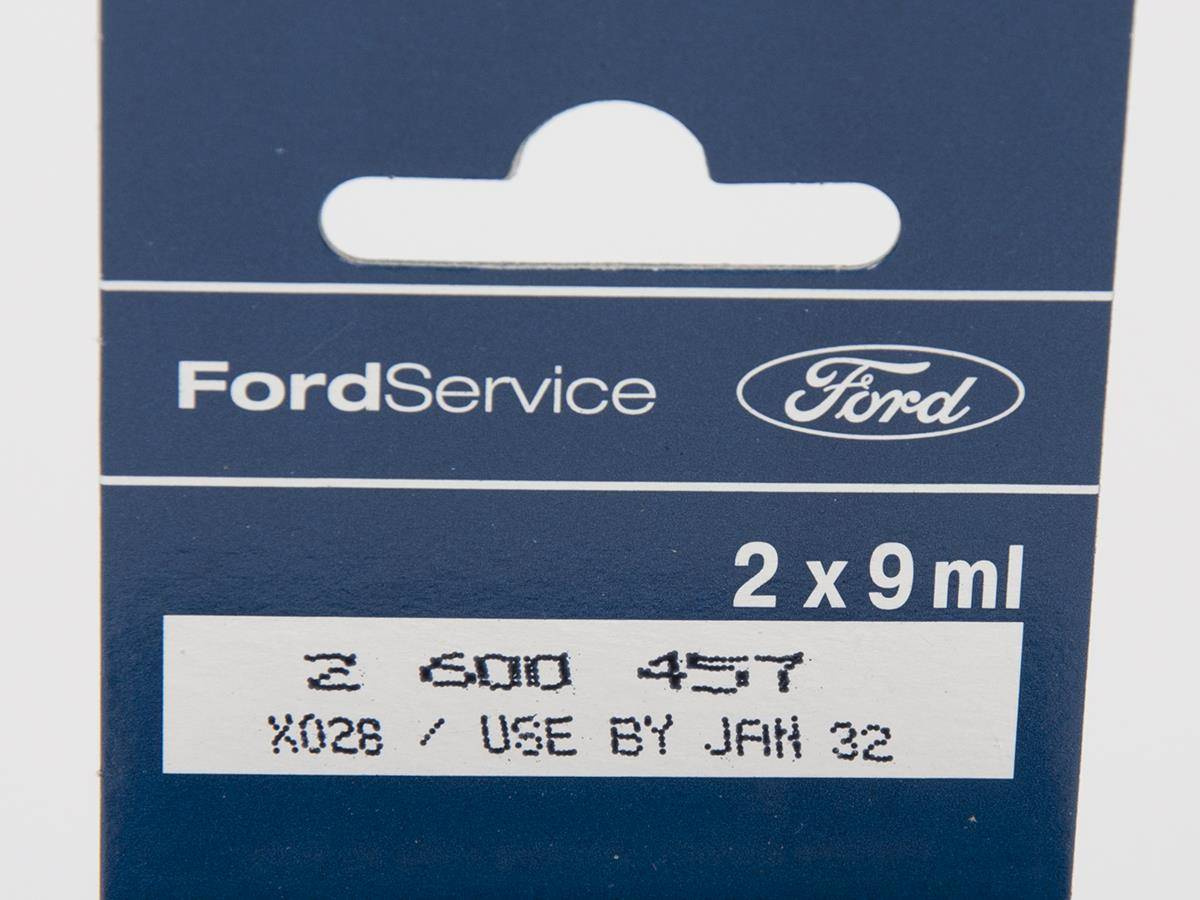 FordService Ford
2 x 9 ml
2 600 457
X028 / USE BY JAN 32